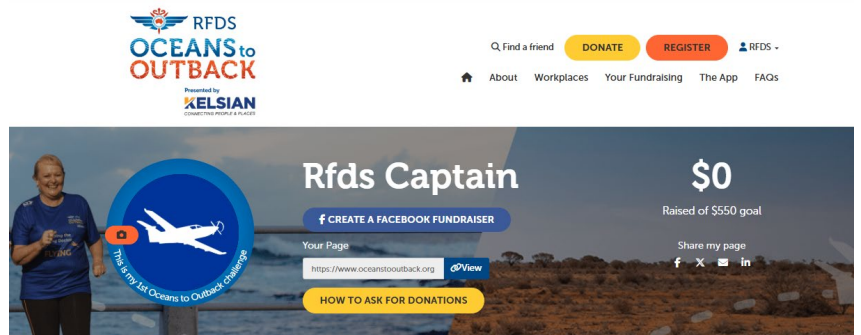 RFDS
OCEANS to
OUTBACK
Presented by
KELSIAN
CONNECTING PEOPLE & PLACES
Find a friend
DONATE
REGISTER
RFDS
About
Workplaces
Your Fundraising
The App
FAQs
Rfds Captain
CREATE A FACEBOOK FUNDRAISER
Your Page
https://www.oceanstooutback.org
View
HOW TO ASK FOR DONATIONS
$0
Raised of $550 goal
Share my page
This is my 1st Oceans to Outback challenge
FLYING